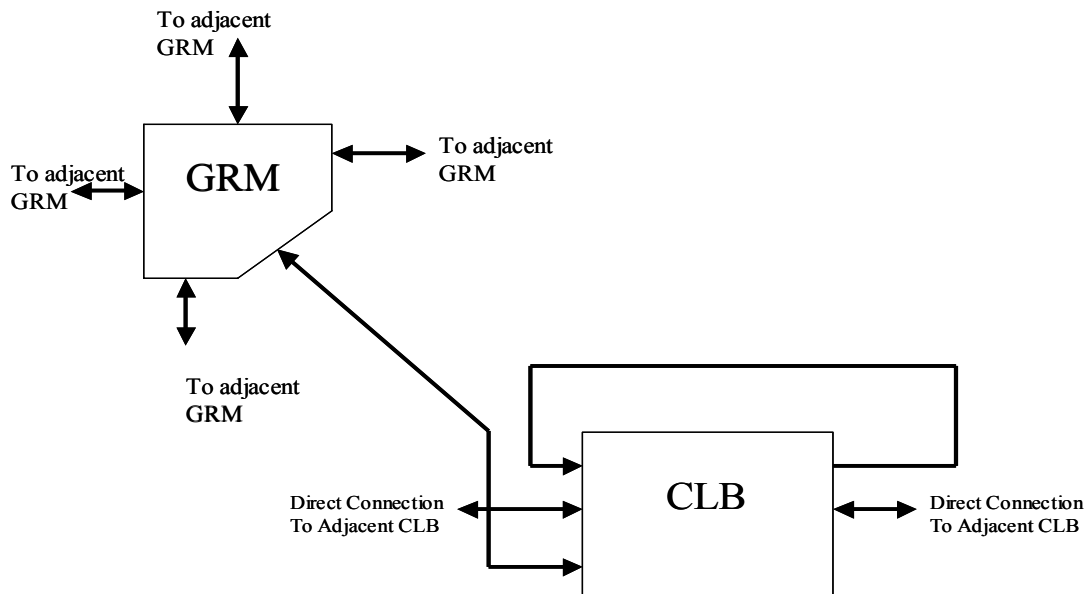 To adjacent
GRM
To adjacent
GRM
GRM
To adjacent
GRM
To adjacent
GRM
CLB
Direct Connection
To Adjacent CLB
Direct Connection
To Adjacent CLB